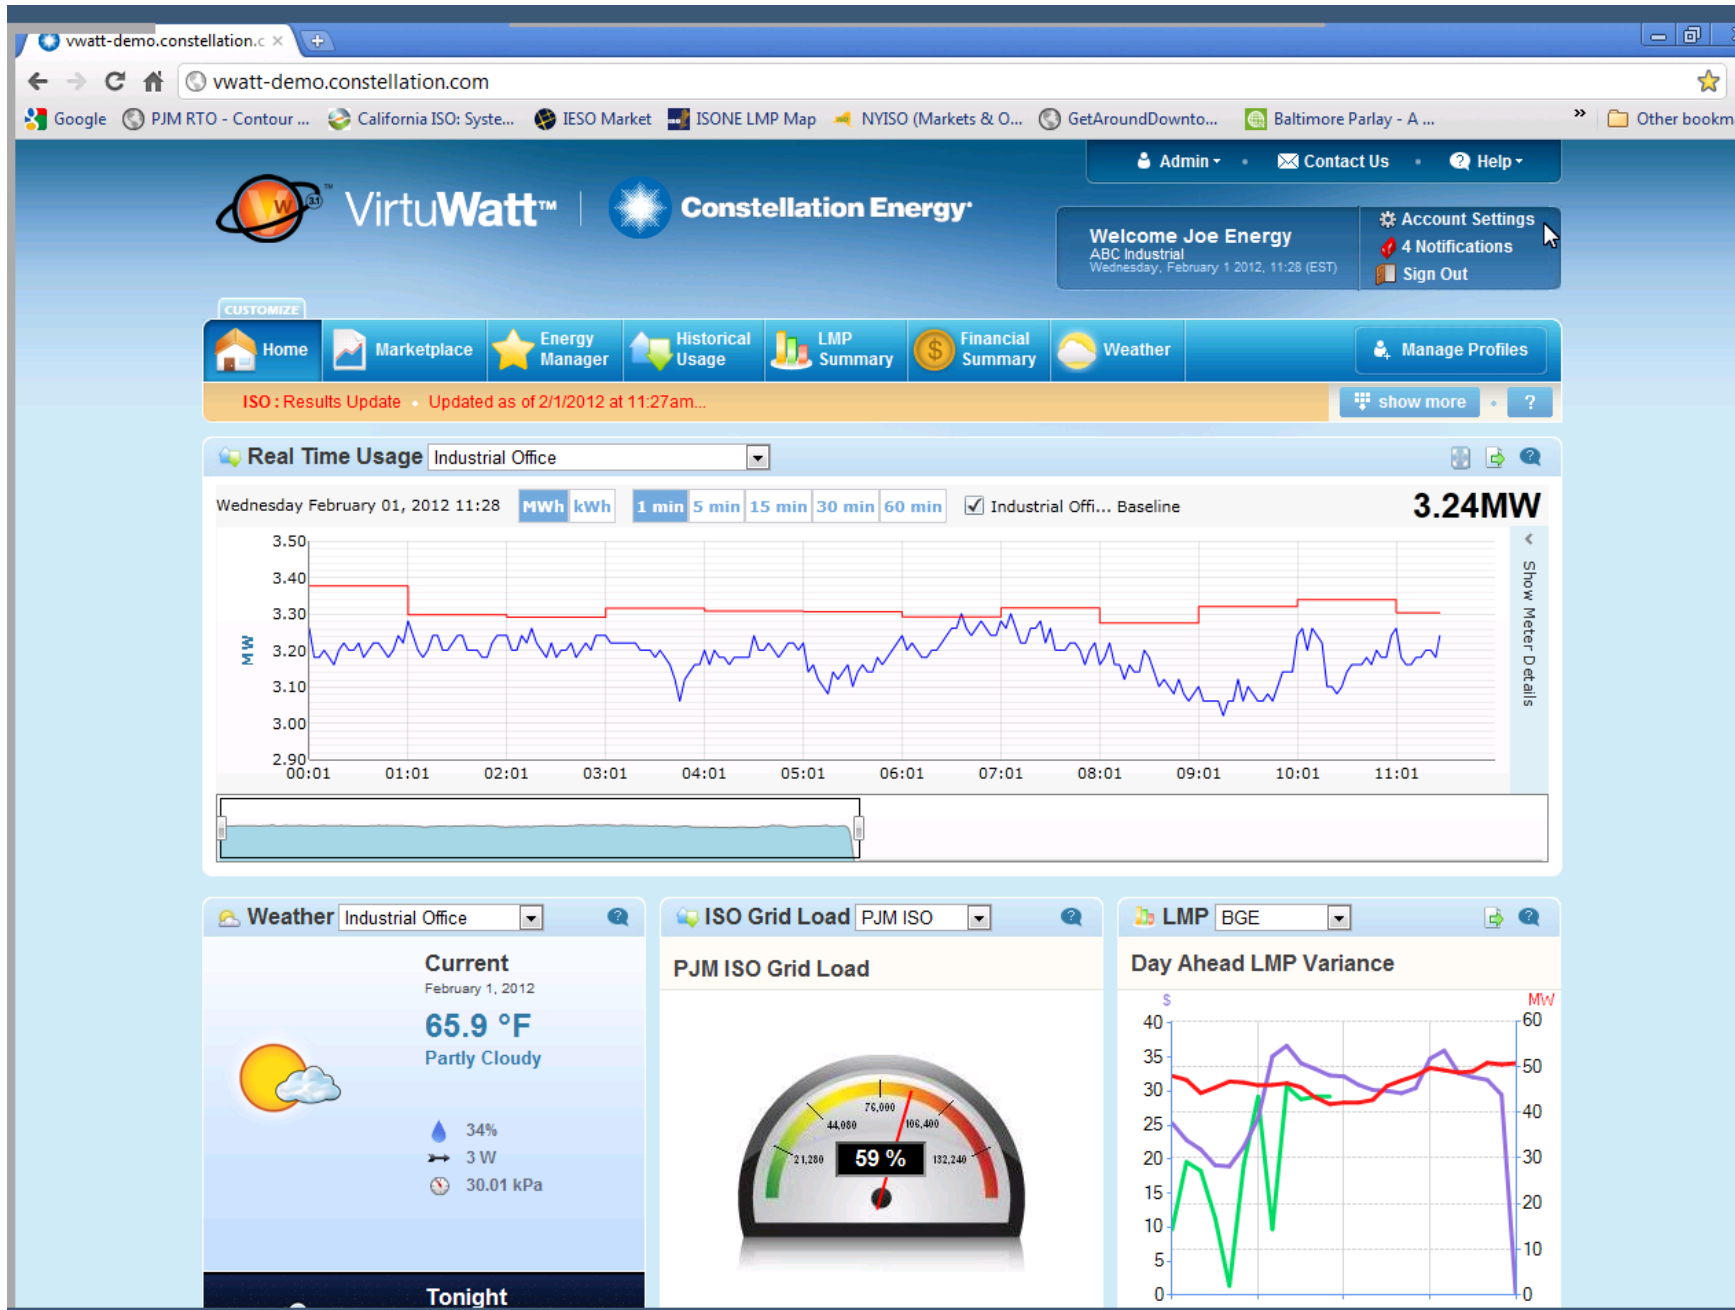 vwatt-demo.constellation.c
vwatt-demo.constellation.com
Google PJM RTO - Contour ... California ISO: Syste... IESO Market ISONE LMP Map NYISO (Markets & O... GetAroundDownto... Baltimore Parlay - A ... » Other bookm
Admin Contact Us Help
VirtuWatt™ Constellation Energy
W 3.1 ™
Welcome Joe Energy
ABC Industrial
Wednesday, February 1 2012, 11:28 (EST)
Account Settings
4 Notifications
Sign Out
CUSTOMIZE
Home Marketplace Energy Manager Historical Usage LMP Summary Financial Summary Weather Manage Profiles
ISO : Results Update • Updated as of 2/1/2012 at 11:27am... show more ?
Real Time Usage Industrial Office
Wednesday February 01, 2012 11:28 MWh kWh 1 min 5 min 15 min 30 min 60 min Industrial Offi... Baseline 3.24MW
3.50
3.40
3.30
3.20
3.10
3.00
2.90
MW
00:01 01:01 02:01 03:01 04:01 05:01 06:01 07:01 08:01 09:01 10:01 11:01
Show Meter Details
Weather Industrial Office
Current
February 1, 2012
65.9 °F
Partly Cloudy
34%
3 W
30.01 kPa
Tonight
ISO Grid Load PJM ISO
PJM ISO Grid Load
76,000
44,080 106,400
21,280 59 % 132,240
LMP BGE
Day Ahead LMP Variance
$ MW
40 60
35
30 50
25 40
20 30
15
10 20
5 10
0 0